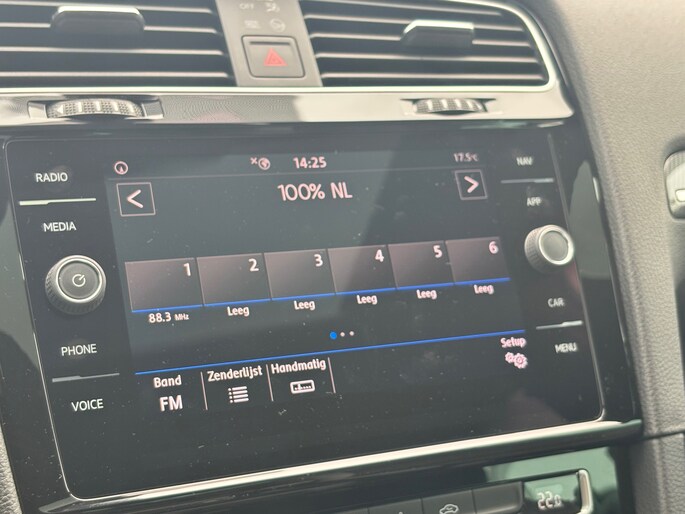 OFF
RADIO
MEDIA
PHONE
VOICE
14:25
17.5°C
100% NL
< >
1 2 3 4 5 6
88.3 MHz Leeg Leeg Leeg Leeg Leeg
Setup
Band Zenderlijst Handmatig
FM
NAV
APP
CAR
MENU
22.0